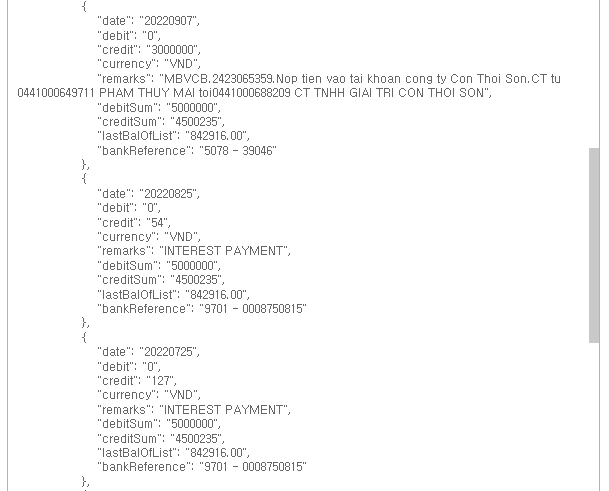 {
"date": "20220907",
"debit": "0",
"credit": "3000000",
"currency": "VND",
"remarks": "MBVCB.2423065359.Nop tien vao tai khoan cong ty Con Thoi Son.CT tu
0441000649711 PHAM THUY MAI toi0441000688209 CT TNHH GIAI TRI CON THOI SON",
"debitSum": "5000000",
"creditSum": "4500235",
"lastBalOfList": "842916.00",
"bankReference": "5078 - 39046"
},
{
"date": "20220825",
"debit": "0",
"credit": "54",
"currency": "VND",
"remarks": "INTEREST PAYMENT",
"debitSum": "5000000",
"creditSum": "4500235",
"lastBalOfList": "842916.00",
"bankReference": "9701 - 0008750815"
},
{
"date": "20220725",
"debit": "0",
"credit": "127",
"currency": "VND",
"remarks": "INTEREST PAYMENT",
"debitSum": "5000000",
"creditSum": "4500235",
"lastBalOfList": "842916.00",
"bankReference": "9701 - 0008750815"
},